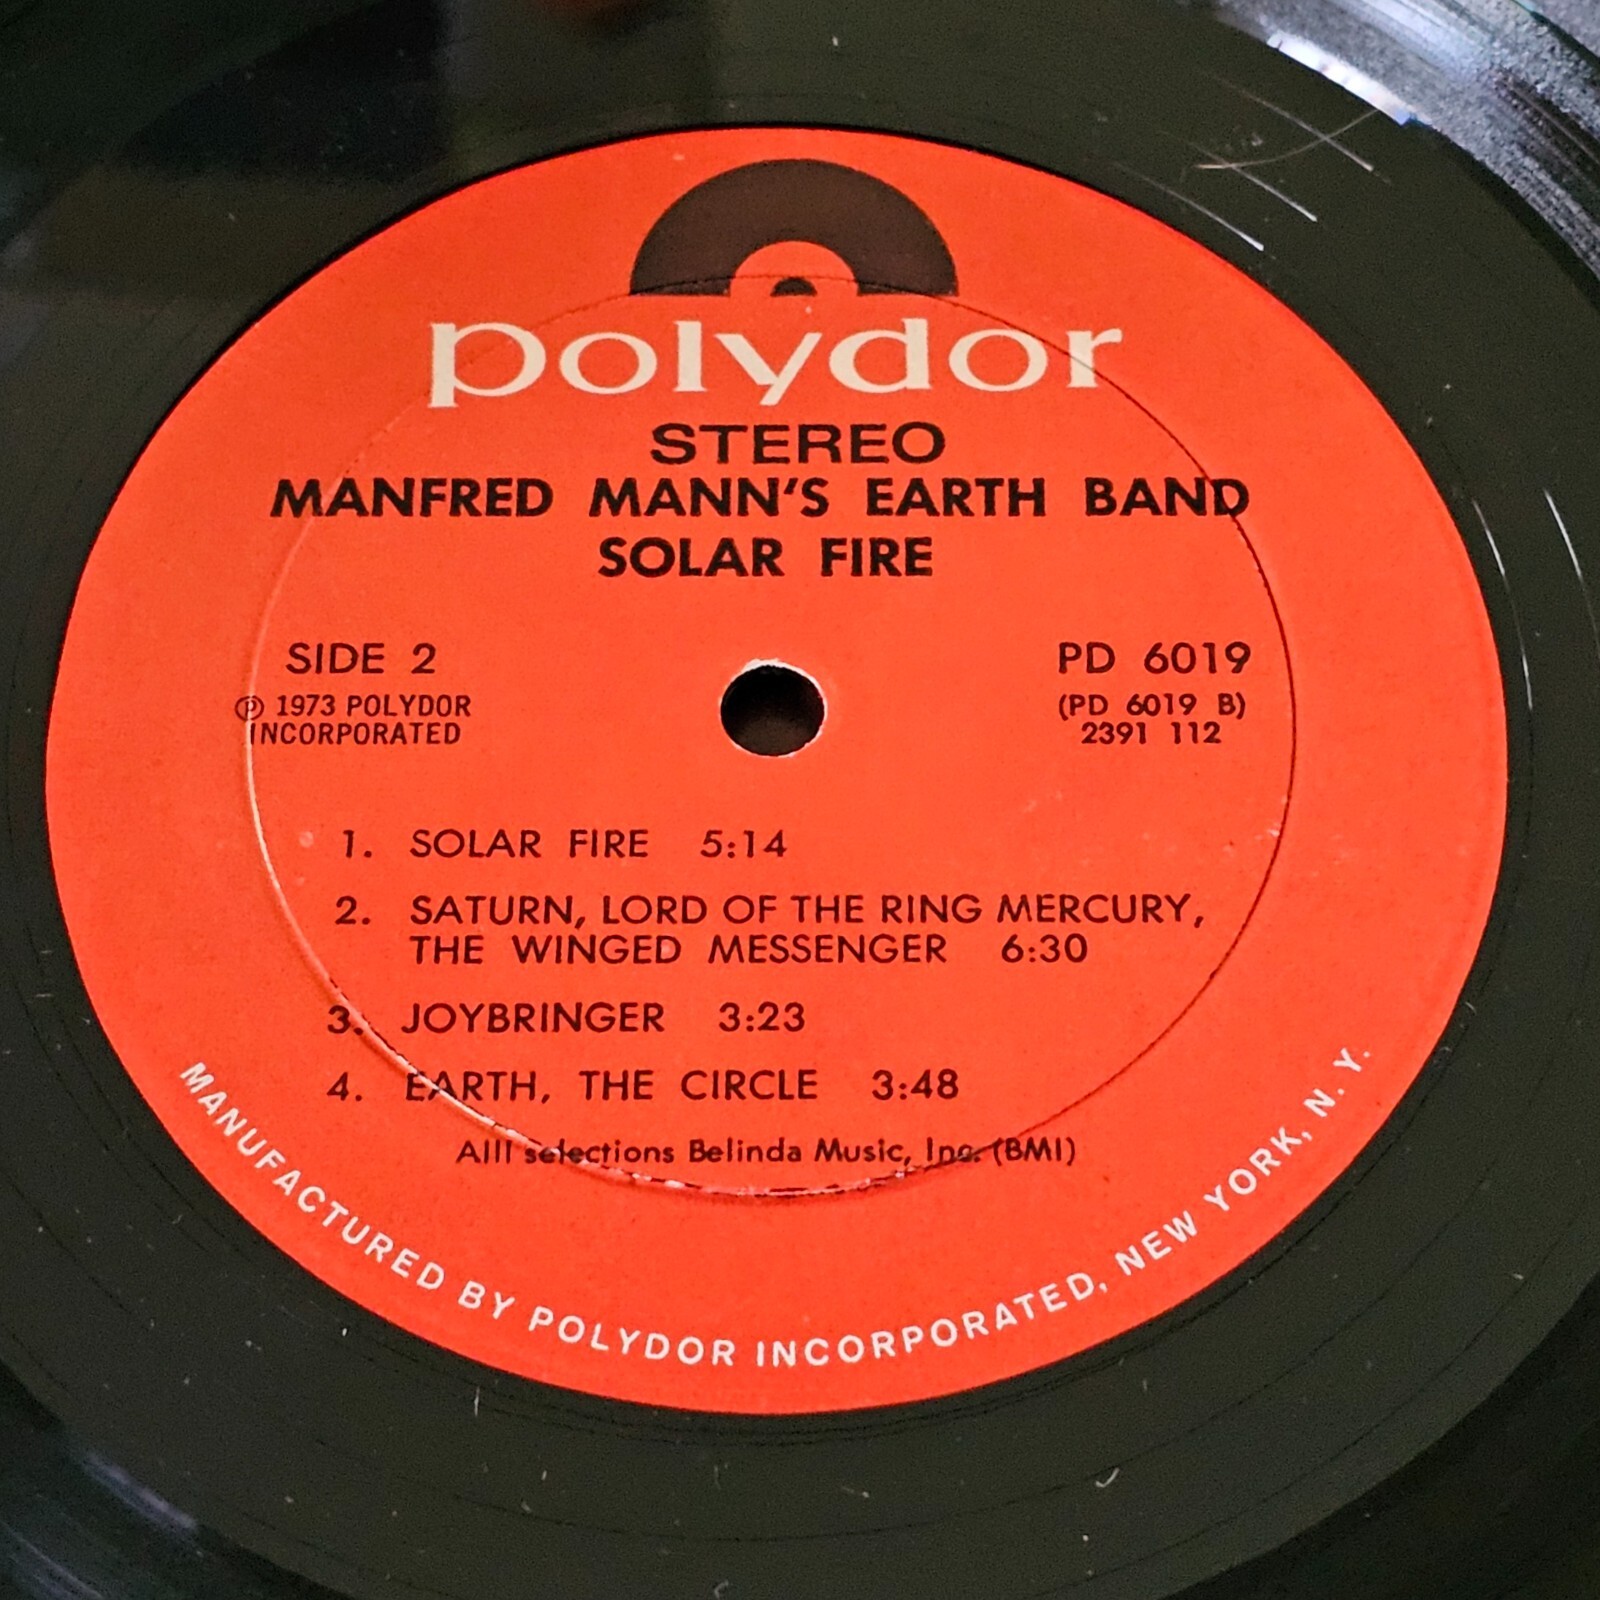 polydor
STEREO
MANFRED MANN'S EARTH BAND
SOLAR FIRE
SIDE 2
℗ 1973 POLYDOR
INCORPORATED
PD 6019
(PD 6019 B)
2391 112
1. SOLAR FIRE 5:14
2. SATURN, LORD OF THE RING MERCURY,
THE WINGED MESSENGER 6:30
3. JOYBRINGER 3:23
4. EARTH, THE CIRCLE 3:48
Alll selections Belinda Music, Inc. (BMI)
MANUFACTURED BY POLYDOR INCORPORATED, NEW YORK, N. Y.